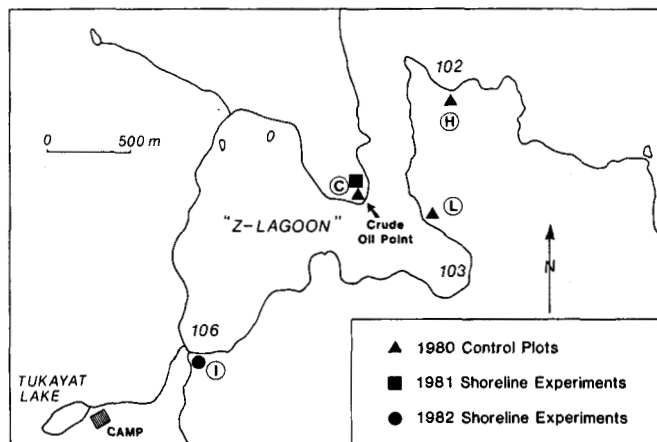 102
H
0 500 m
C
L
"Z-LAGOON"
Crude
Oil Point
103
N
106
I
TUKAYAT
LAKE
CAMP
1980 Control Plots
1981 Shoreline Experiments
1982 Shoreline Experiments